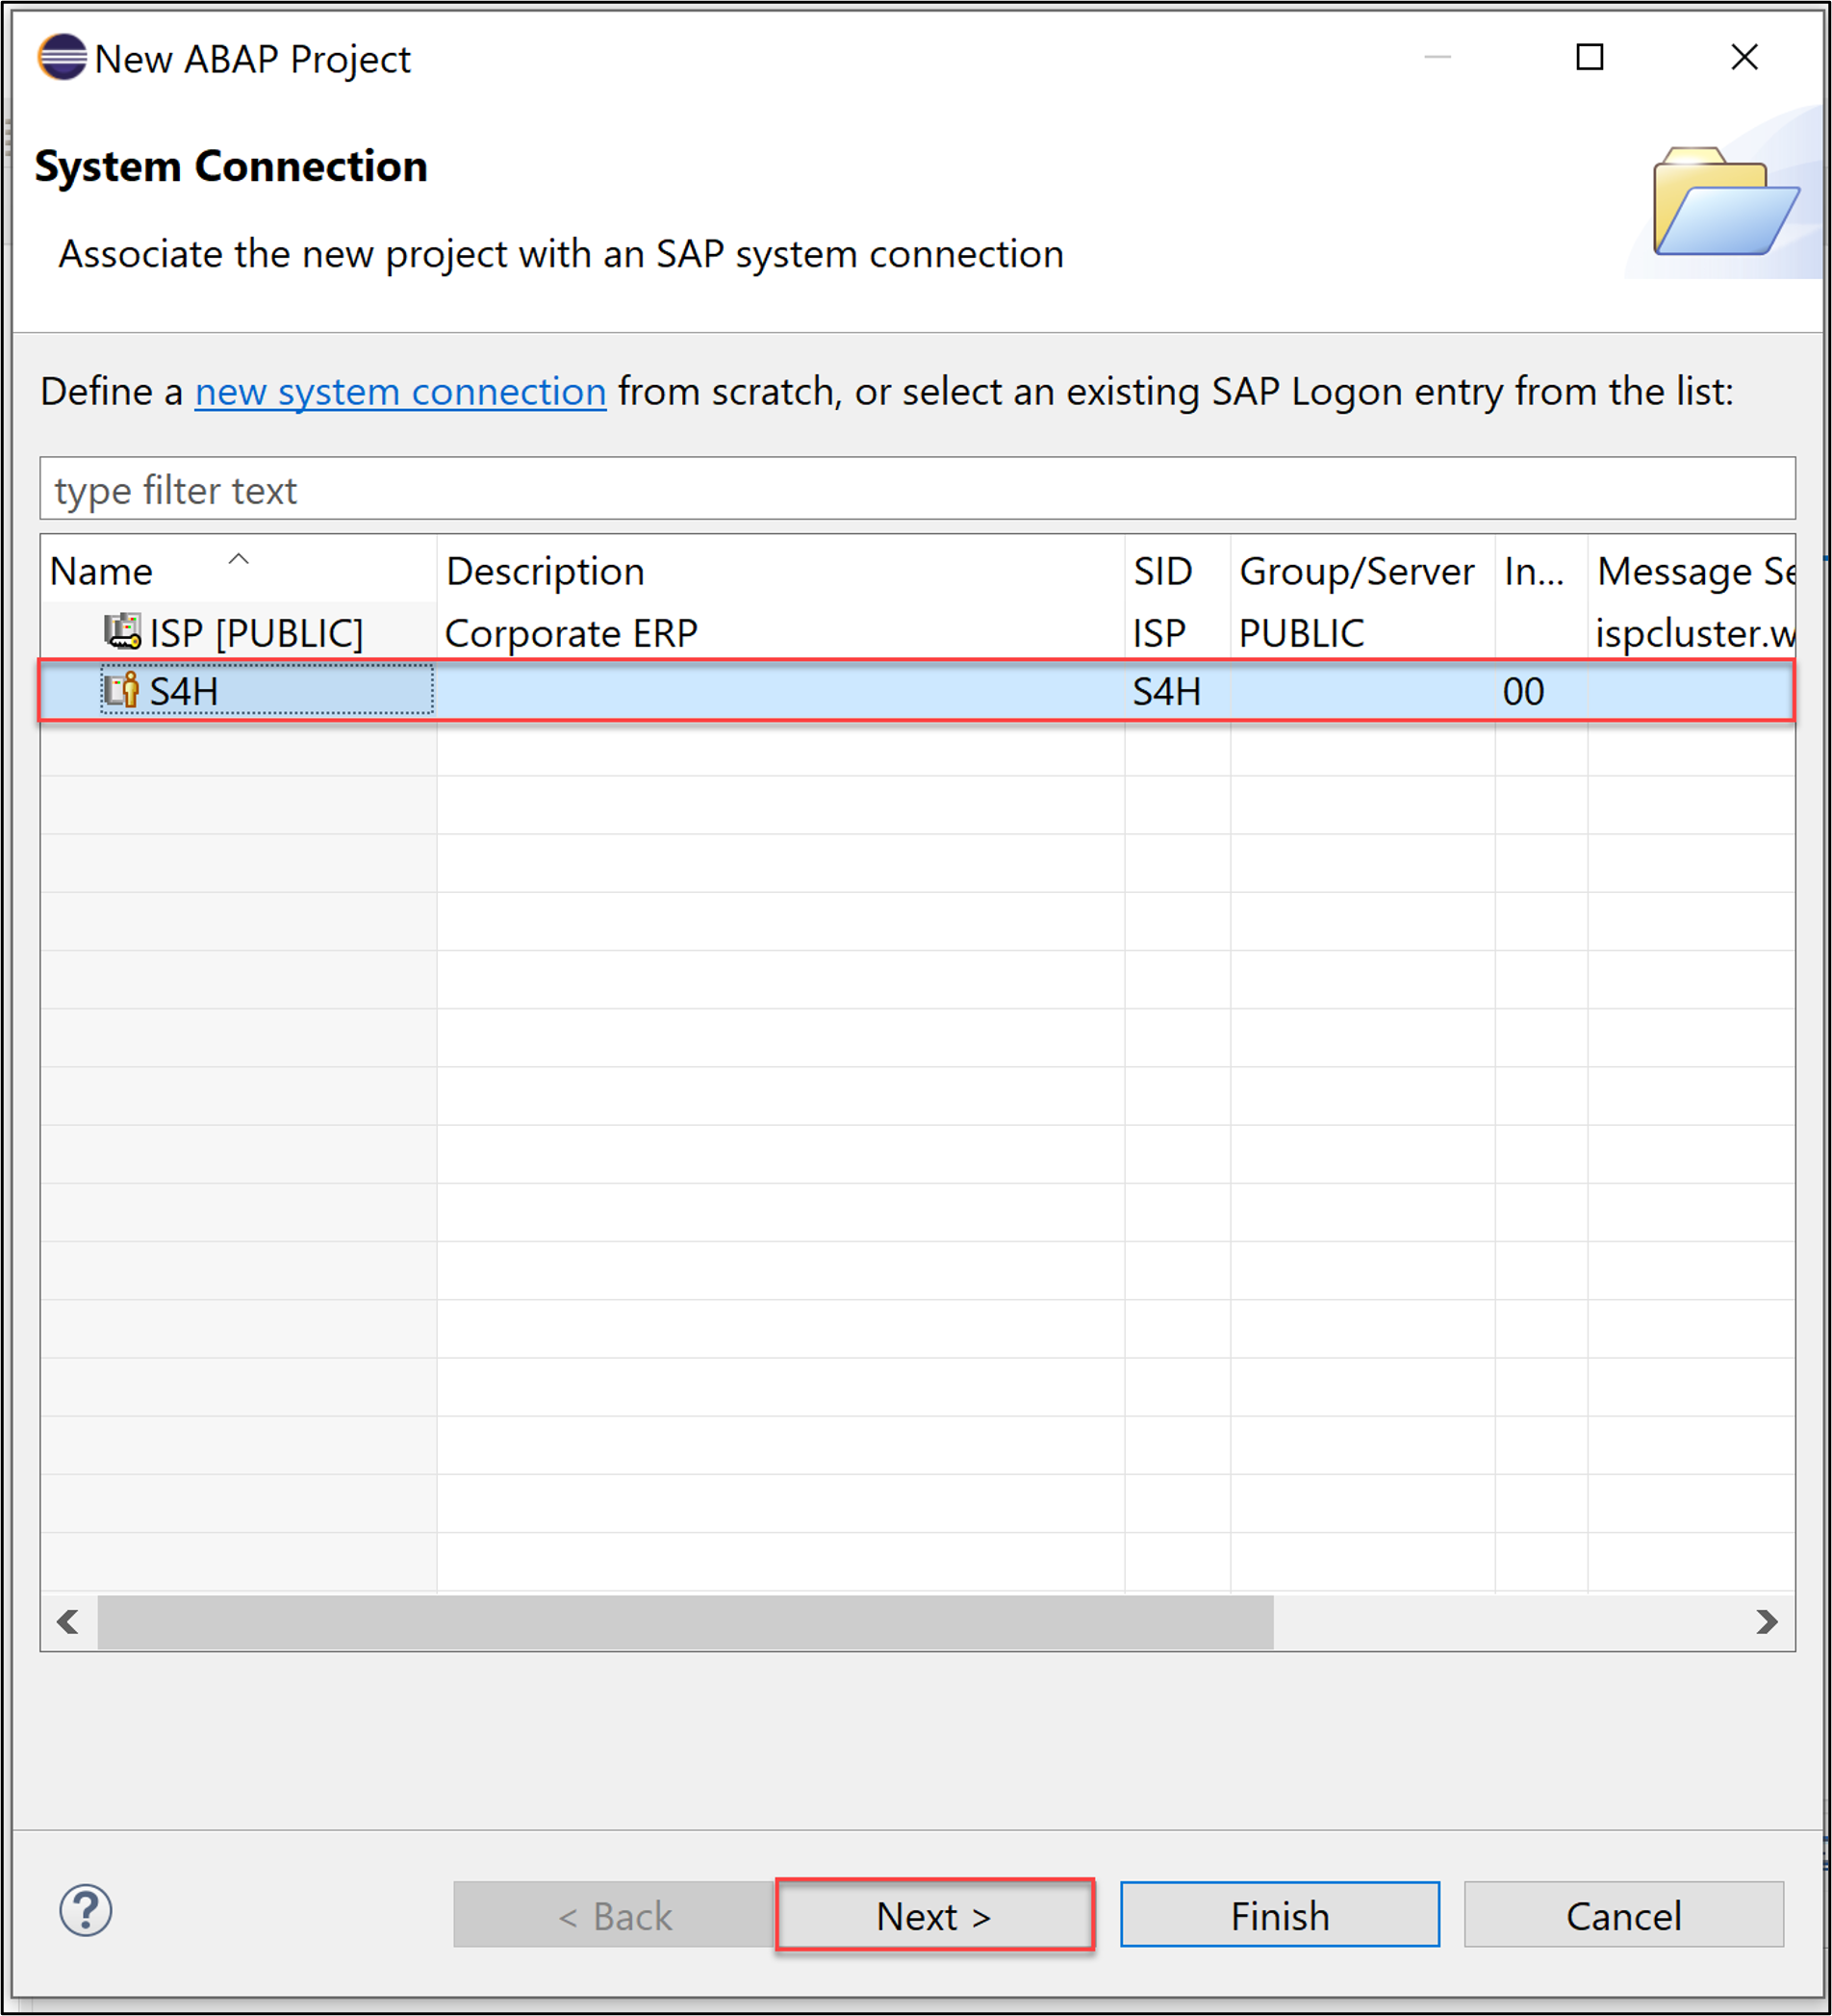 New ABAP Project
System Connection
Associate the new project with an SAP system connection
Define a new system connection from scratch, or select an existing SAP Logon entry from the list:
type filter text
Name Description SID Group/Server In... Message Se
ISP [PUBLIC] Corporate ERP ISP PUBLIC ispcluster.w
S4H S4H 00
< Back Next > Finish Cancel